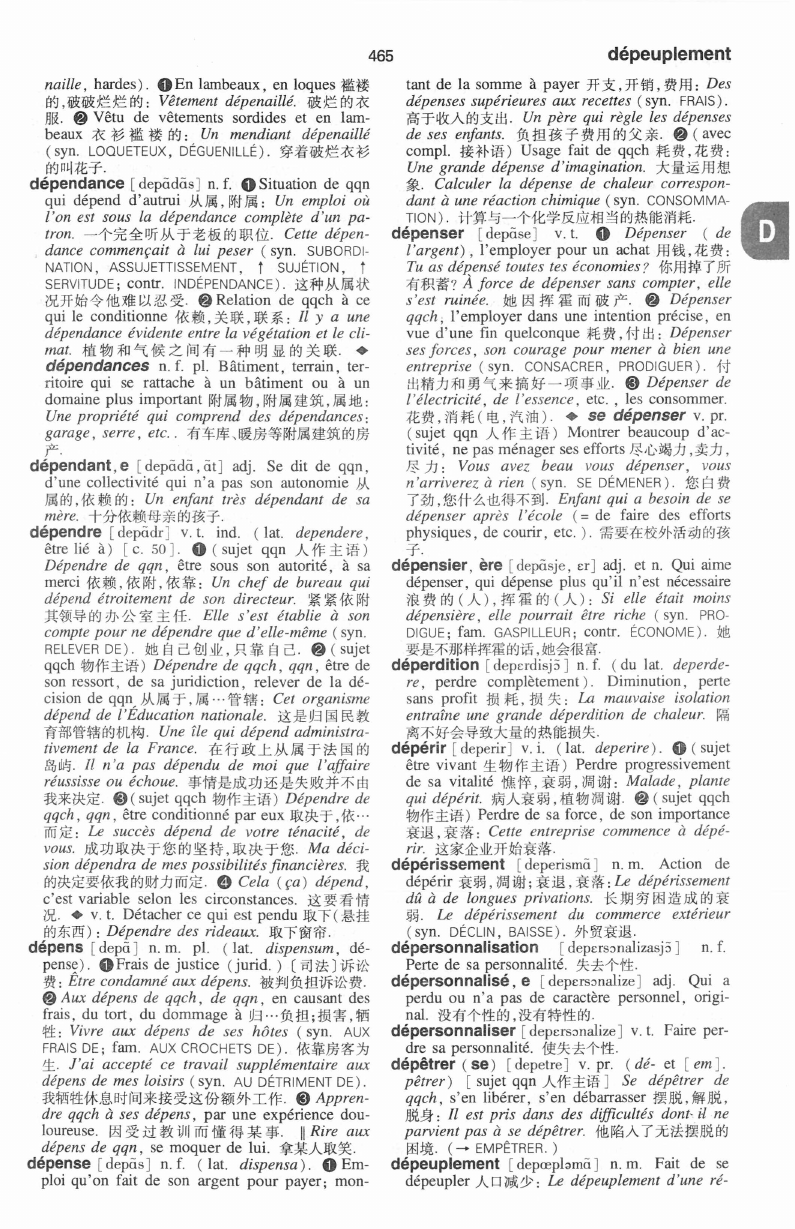 465
dépeuplement
naille, hardes). ❶En lambeaux, en loques 褴褛
的,破破烂烂的: Vêtement dépenaillé. 破烂的衣
服. ❷ Vêtu de vêtements sordides et en lam-
beaux 衣衫褴褛的: Un mendiant dépenaillé
(syn. LOQUETEUX, DÉGUENILLÉ). 穿着破烂衣衫
的叫花子.
dépendance [depɑ̃dɑ̃s] n. f. ❶Situation de qqn
qui dépend d'autrui 从属,附属: Un emploi où
l'on est sous la dépendance complète d'un pa-
tron. 一个完全听从于老板的职位. Cette dépen-
dance commençait à lui peser (syn. SUBORDI-
NATION, ASSUJETTISSEMENT, ↑ SUJÉTION, ↑
SERVITUDE; contr. INDÉPENDANCE). 这种从属状
况开始令他难以忍受. ❷Relation de qqch à ce
qui le conditionne 依赖,关联,联系: Il y a une
dépendance évidente entre la végétation et le cli-
mat. 植物和气候之间有一种明显的关联. ◆
dépendances n. f. pl. Bâtiment, terrain, ter-
ritoire qui se rattache à un bâtiment ou à un
domaine plus important 附属物,附属建筑,属地:
Une propriété qui comprend des dépendances:
garage, serre, etc.. 有车库、暖房等附属建筑的房
产.
dépendant,e [depɑ̃dɑ̃,ɑ̃t] adj. Se dit de qqn,
d'une collectivité qui n'a pas son autonomie 从
属的,依赖的: Un enfant très dépendant de sa
mère. 十分依赖母亲的孩子.
dépendre [depɑ̃dr] v. t. ind. (lat. dependere,
être lié à) [c. 50]. ❶ (sujet qqn 人作主语)
Dépendre de qqn, être sous son autorité, à sa
merci 依赖,依附,依靠: Un chef de bureau qui
dépend étroitement de son directeur. 紧紧依附
其领导的办公室主任. Elle s'est établie à son
compte pour ne dépendre que d'elle-même (syn.
RELEVER DE). 她自己创业,只靠自己. ❷ (sujet
qqch 物作主语) Dépendre de qqch, qqn, être de
son ressort, de sa juridiction, relever de la dé-
cision de qqn 从属于,属…管辖: Cet organisme
dépend de l'Éducation nationale. 这是归国民教
育部管辖的机构. Une île qui dépend administra-
tivement de la France. 在行政上从属于法国的
岛屿. Il n'a pas dépendu de moi que l'affaire
réussisse ou échoue. 事情是成功还是失败并不由
我来决定. ❸(sujet qqch 物作主语) Dépendre de
qqch, qqn, être conditionné par eux 取决于,依…
而定: Le succès dépend de votre ténacité, de
vous. 成功取决于您的坚持,取决于您. Ma déci-
sion dépendra de mes possibilités financières. 我
的决定要依我的财力而定. ❹ Cela (ça) dépend,
c'est variable selon les circonstances. 这要看情
况. ◆ v. t. Détacher ce qui est pendu 取下(悬挂
的东西): Dépendre des rideaux. 取下窗帘.
dépens [depɑ̃] n. m. pl. (lat. dispensum, dé-
pense). ❶Frais de justice (jurid.) [司法]诉讼
费: Être condamné aux dépens. 被判负担诉讼费.
❷ Aux dépens de qqch, de qqn, en causant des
frais, du tort, du dommage à 归…负担;损害,牺
牲: Vivre aux dépens de ses hôtes (syn. AUX
FRAIS DE; fam. AUX CROCHETS DE). 依靠房客为
生. J'ai accepté ce travail supplémentaire aux
dépens de mes loisirs (syn. AU DÉTRIMENT DE).
我牺牲休息时间来接受这份额外工作. ❸ Appren-
dre qqch à ses dépens, par une expérience dou-
loureuse. 因受过教训而懂得某事. ‖Rire aux
dépens de qqn, se moquer de lui. 拿某人取笑.
dépense [depɑ̃s] n. f. (lat. dispensa). ❶ Em-
ploi qu'on fait de son argent pour payer; mon-
tant de la somme à payer 开支,开销,费用: Des
dépenses supérieures aux recettes (syn. FRAIS).
高于收入的支出. Un père qui règle les dépenses
de ses enfants. 负担孩子费用的父亲. ❷ (avec
compl. 接补语) Usage fait de qqch 耗费,花费:
Une grande dépense d'imagination. 大量运用想
象. Calculer la dépense de chaleur correspon-
dant à une réaction chimique (syn. CONSOMMA-
TION). 计算与一个化学反应相当的热能消耗.
dépenser [depɑ̃se] v. t. ❶ Dépenser (de
l'argent), l'employer pour un achat 用钱,花费:
Tu as dépensé toutes tes économies? 你用掉了所
有积蓄? À force de dépenser sans compter, elle
s'est ruinée. 她因挥霍而破产. ❷ Dépenser
qqch, l'employer dans une intention précise, en
vue d'une fin quelconque 耗费,付出: Dépenser
ses forces, son courage pour mener à bien une
entreprise (syn. CONSACRER, PRODIGUER). 付
出精力和勇气来搞好一项事业. ❸ Dépenser de
l'électricité, de l'essence, etc., les consommer.
花费,消耗(电,汽油). ◆ se dépenser v. pr.
(sujet qqn 人作主语) Montrer beaucoup d'ac-
tivité, ne pas ménager ses efforts 尽心竭力,卖力,
尽力: Vous avez beau vous dépenser, vous
n'arriverez à rien (syn. SE DÉMENER). 您白费
了劲,您什么也得不到. Enfant qui a besoin de se
dépenser après l'école (= de faire des efforts
physiques, de courir, etc.). 需要在校外活动的孩
子.
dépensier, ère [depɑ̃sje, ɛr] adj. et n. Qui aime
dépenser, qui dépense plus qu'il n'est nécessaire
浪费的(人),挥霍的(人): Si elle était moins
dépensière, elle pourrait être riche (syn. PRO-
DIGUE; fam. GASPILLEUR; contr. ÉCONOME). 她
要是不那样挥霍的话,她会很富.
déperdition [depɛrdisjɔ̃] n. f. (du lat. deperde-
re, perdre complètement). Diminution, perte
sans profit 损耗,损失: La mauvaise isolation
entraîne une grande déperdition de chaleur. 隔
离不好会导致大量的热能损失.
dépérir [deperir] v. i. (lat. deperire). ❶ (sujet
être vivant 生物作主语) Perdre progressivement
de sa vitalité 憔悴,衰弱,凋谢: Malade, plante
qui dépérit. 病人衰弱,植物凋谢. ❷ (sujet qqch
物作主语) Perdre de sa force, de son importance
衰退,衰落: Cette entreprise commence à dépé-
rir. 这家企业开始衰落.
dépérissement [deperismɑ̃] n. m. Action de
dépérir 衰弱,凋谢;衰退,衰落: Le dépérissement
dû à de longues privations. 长期穷困造成的衰
弱. Le dépérissement du commerce extérieur
(syn. DÉCLIN, BAISSE). 外贸衰退.
dépersonnalisation [depɛrsɔnalizasjɔ̃] n. f.
Perte de sa personnalité. 失去个性.
dépersonnalisé, e [depɛrsɔnalize] adj. Qui a
perdu ou n'a pas de caractère personnel, origi-
nal. 没有个性的,没有特性的.
dépersonnaliser [depɛrsɔnalize] v. t. Faire per-
dre sa personnalité. 使失去个性.
dépêtrer (se) [depetre] v. pr. (dé- et [em].
pêtrer) [sujet qqn 人作主语] Se dépêtrer de
qqch, s'en libérer, s'en débarrasser 摆脱,解脱,
脱身: Il est pris dans des difficultés dont il ne
parvient pas à se dépêtrer. 他陷入了无法摆脱的
困境. (→ EMPÊTRER.)
dépeuplement [depœpləmɑ̃] n. m. Fait de se
dépeupler 人口减少: Le dépeuplement d'une ré-
D